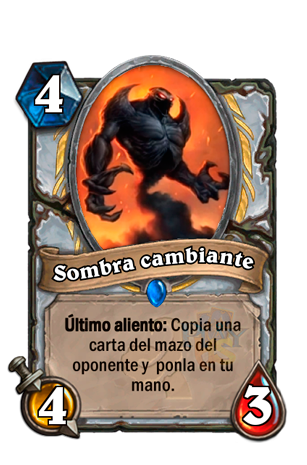 4
Sombra cambiante
Último aliento: Copia una
carta del mazo del
oponente y ponla en tu
mano.
4
3